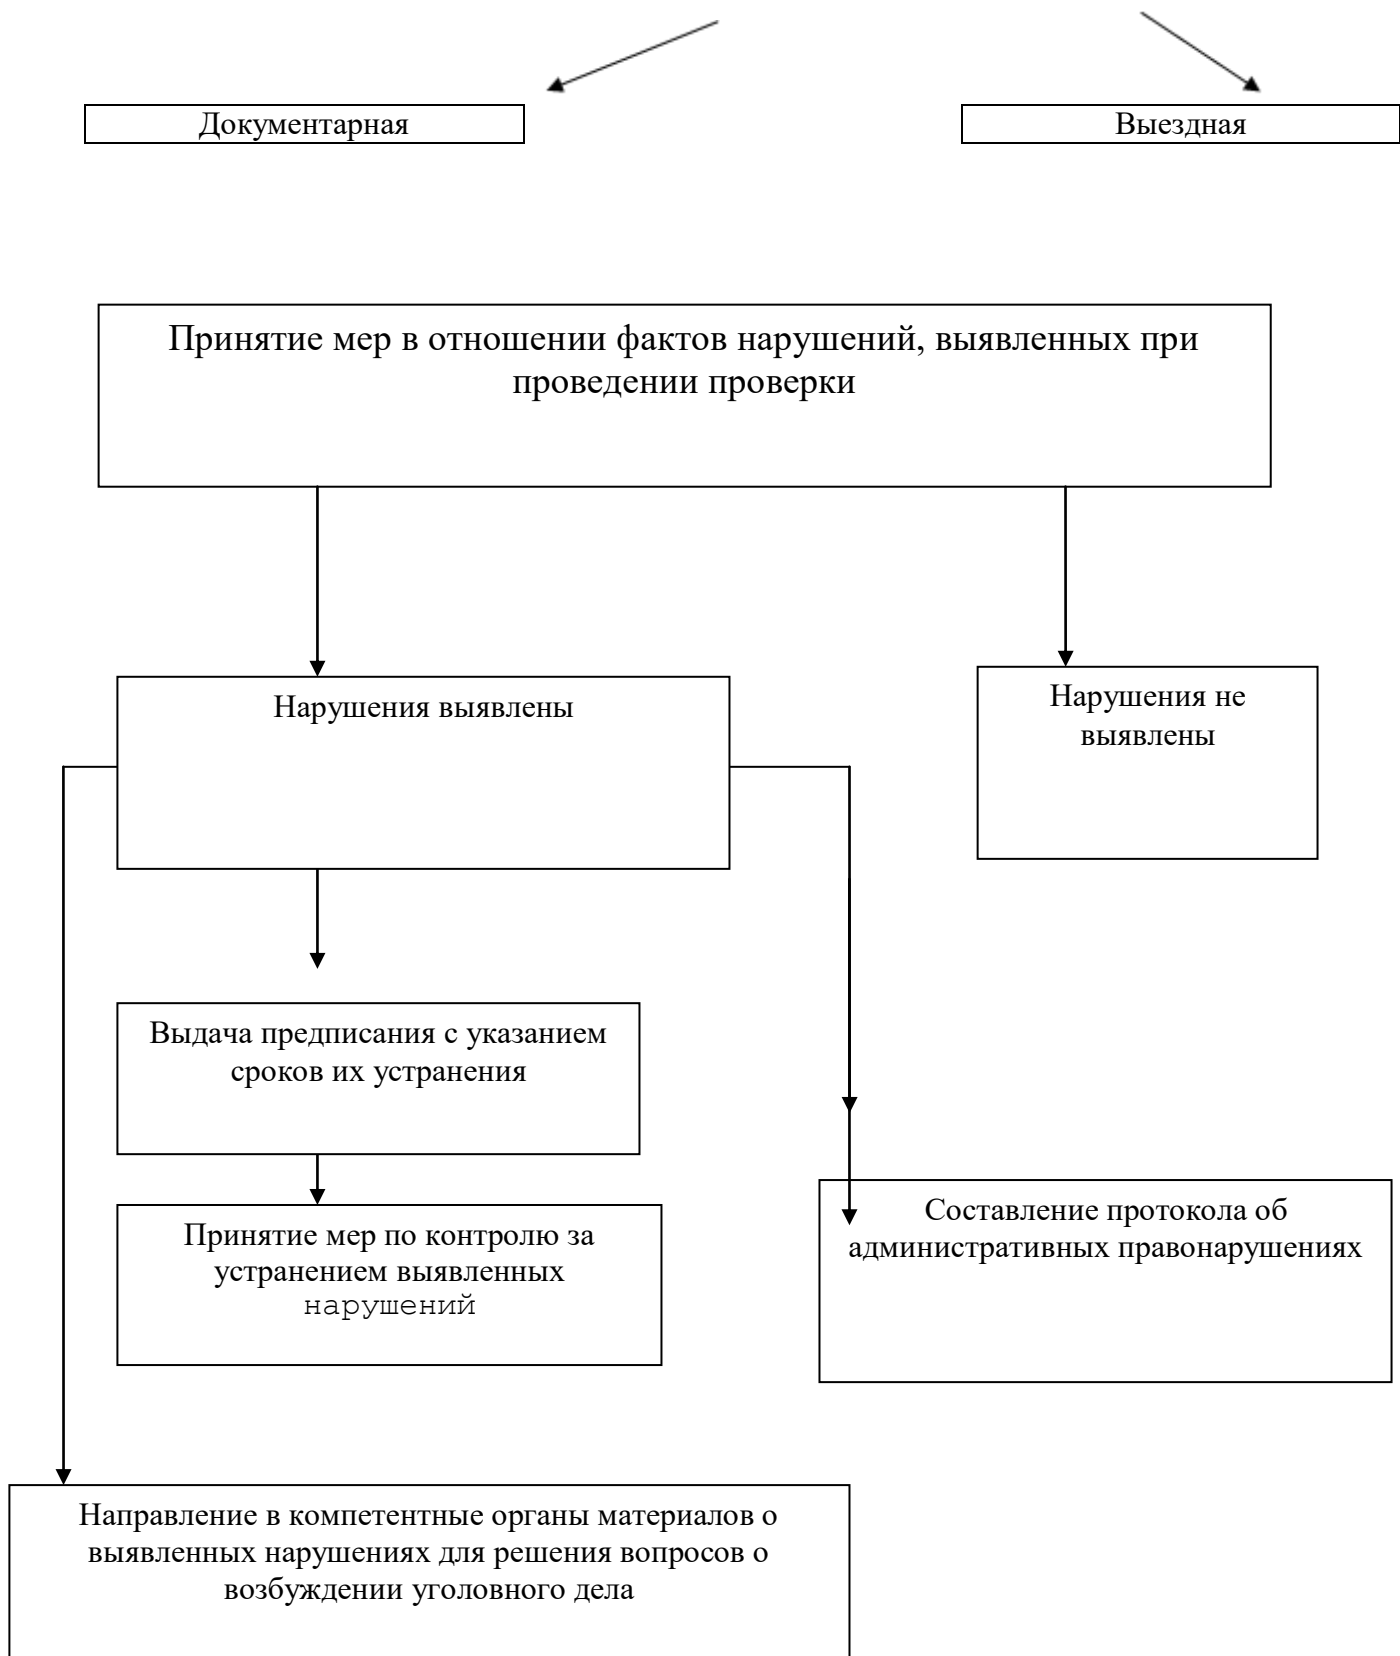 Документарная
Выездная
Принятие мер в отношении фактов нарушений, выявленных при
проведении проверки
Нарушения выявлены
Нарушения не
выявлены
Выдача предписания с указанием
сроков их устранения
Принятие мер по контролю за
устранением выявленных
нарушений
Составление протокола об
административных правонарушениях
Направление в компетентные органы материалов о
выявленных нарушениях для решения вопросов о
возбуждении уголовного дела